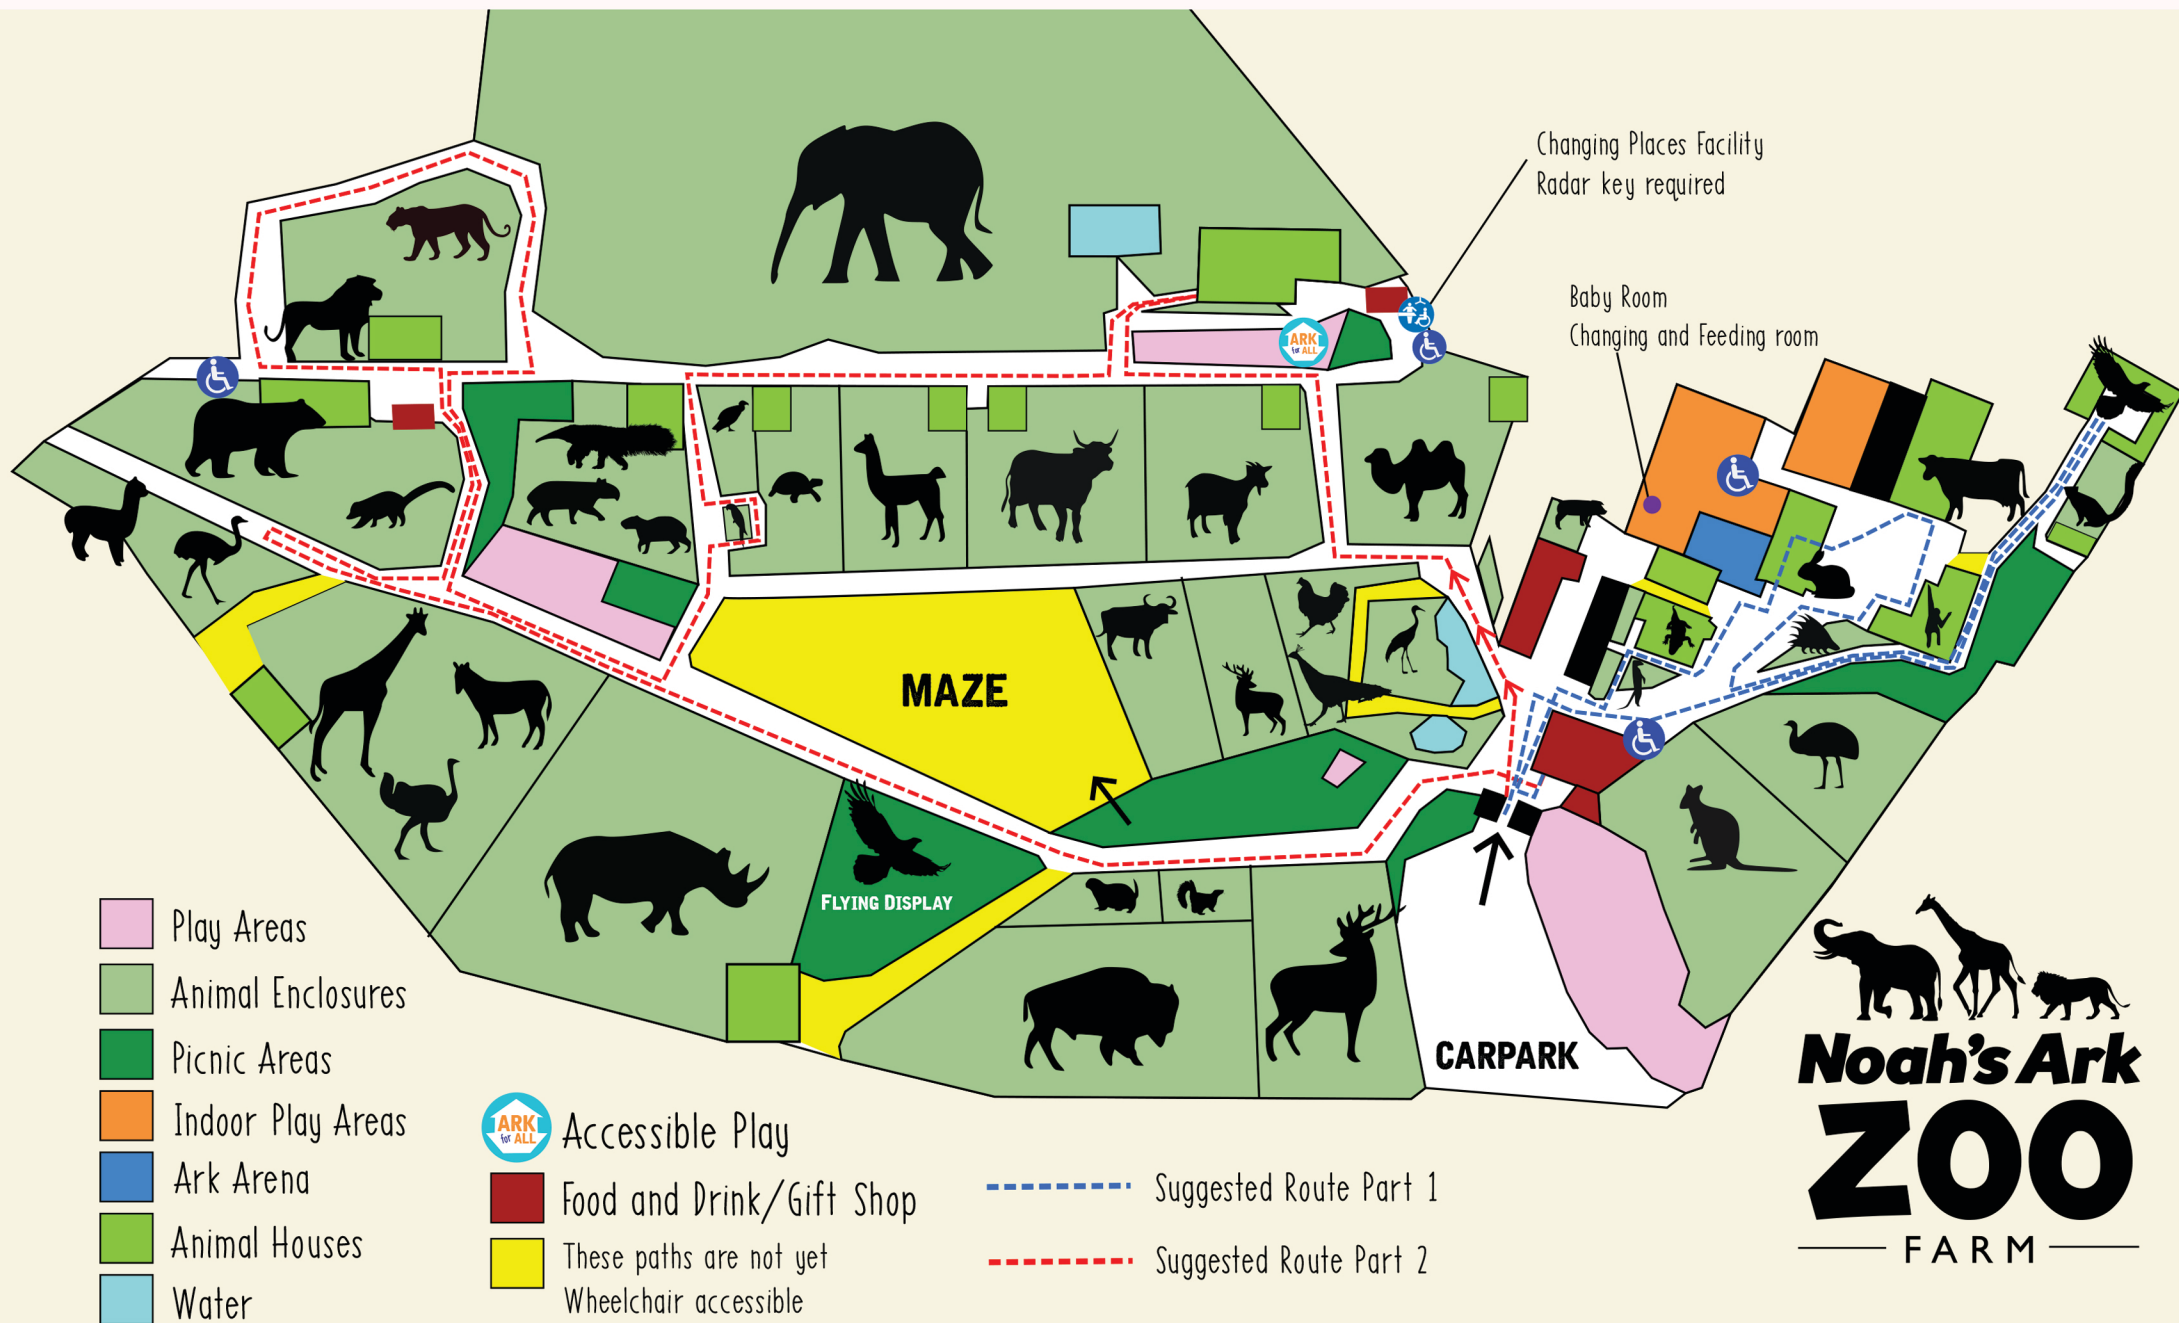 Changing Places Facility
Radar key required
Baby Room
Changing and Feeding room
ARK
for ALL
MAZE
FLYING DISPLAY
CARPARK
Play Areas
Animal Enclosures
Picnic Areas
Indoor Play Areas
Ark Arena
Animal Houses
Water
ARK
for ALL
Accessible Play
Food and Drink/Gift Shop
These paths are not yet
Wheelchair accessible
Suggested Route Part 1
Suggested Route Part 2
Noah's Ark
ZOO
FARM